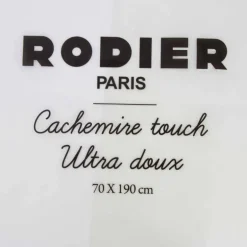 RODIER
PARIS
Cachemire touch
Ultra doux
70 X 190 cm